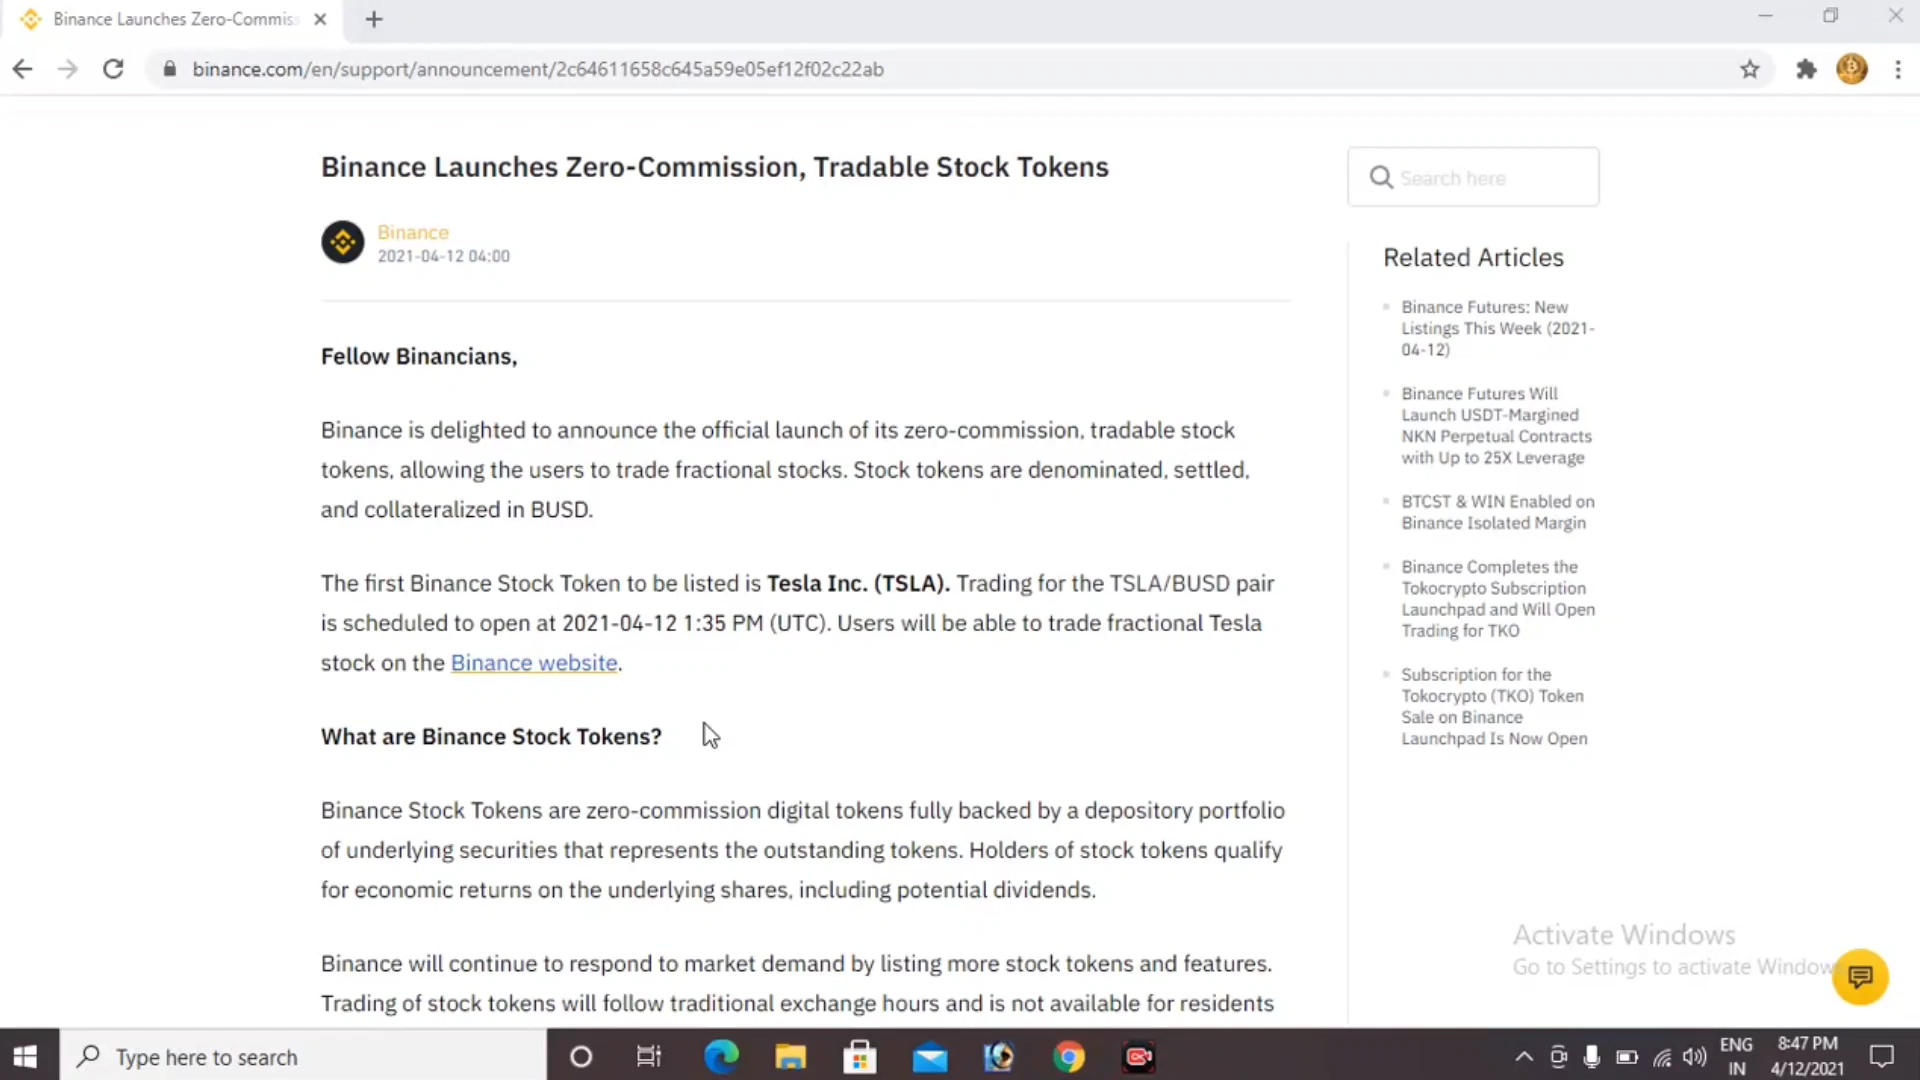 Binance Launches Zero-Commiss
binance.com/en/support/announcement/2c64611658c645a59e05ef12f02c22ab
Binance Launches Zero-Commission, Tradable Stock Tokens
Binance
2021-04-12 04:00
Fellow Binancians,
Binance is delighted to announce the official launch of its zero-commission, tradable stock
tokens, allowing the users to trade fractional stocks. Stock tokens are denominated, settled,
and collateralized in BUSD.
The first Binance Stock Token to be listed is Tesla Inc. (TSLA). Trading for the TSLA/BUSD pair
is scheduled to open at 2021-04-12 1:35 PM (UTC). Users will be able to trade fractional Tesla
stock on the Binance website.
What are Binance Stock Tokens?
Binance Stock Tokens are zero-commission digital tokens fully backed by a depository portfolio
of underlying securities that represents the outstanding tokens. Holders of stock tokens qualify
for economic returns on the underlying shares, including potential dividends.
Binance will continue to respond to market demand by listing more stock tokens and features.
Trading of stock tokens will follow traditional exchange hours and is not available for residents
Search here
Related Articles
Binance Futures: New
Listings This Week (2021-
04-12)
Binance Futures Will
Launch USDT-Margined
NKN Perpetual Contracts
with Up to 25X Leverage
BTCST & WIN Enabled on
Binance Isolated Margin
Binance Completes the
Tokocrypto Subscription
Launchpad and Will Open
Trading for TKO
Subscription for the
Tokocrypto (TKO) Token
Sale on Binance
Launchpad Is Now Open
Activate Windows
Go to Settings to activate Window
Type here to search
ENG
IN
8:47 PM
4/12/2021